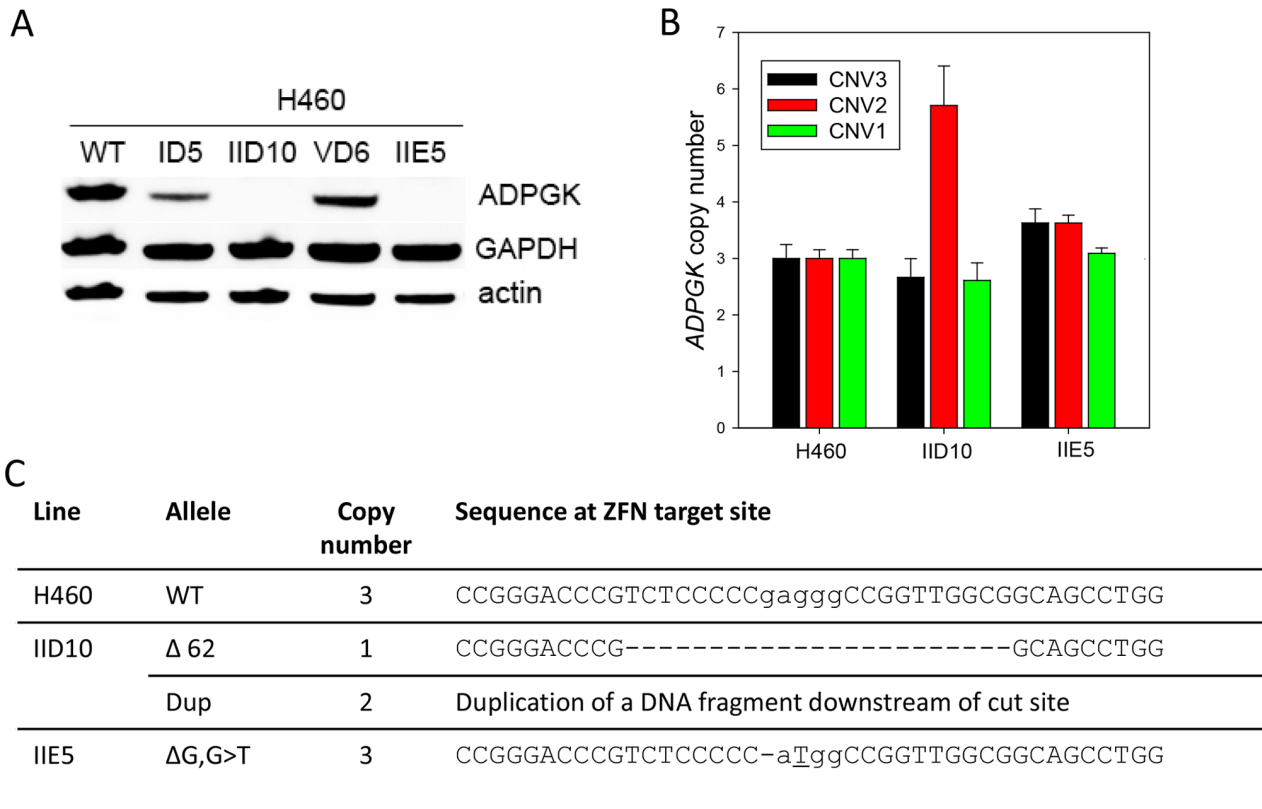 A
H460
WT ID5 IID10 VD6 IIE5
ADPGK
GAPDH
actin
B
ADPGK copy number
7
6
5
4
3
2
1
0
CNV3
CNV2
CNV1
H460 IID10 IIE5
C
Line Allele Copy number Sequence at ZFN target site
H460 WT 3 CCGGGACCCGTCTCCCCCgagggCCGGTTGGCGGCAGCCTGG
IID10 Δ 62 1 CCGGGACCCG-----------------------GCAGCCTGG
Dup 2 Duplication of a DNA fragment downstream of cut site
IIE5 ΔG,G>T 3 CCGGGACCCGTCTCCCCC-aTggCCGGTTGGCGGCAGCCTGG